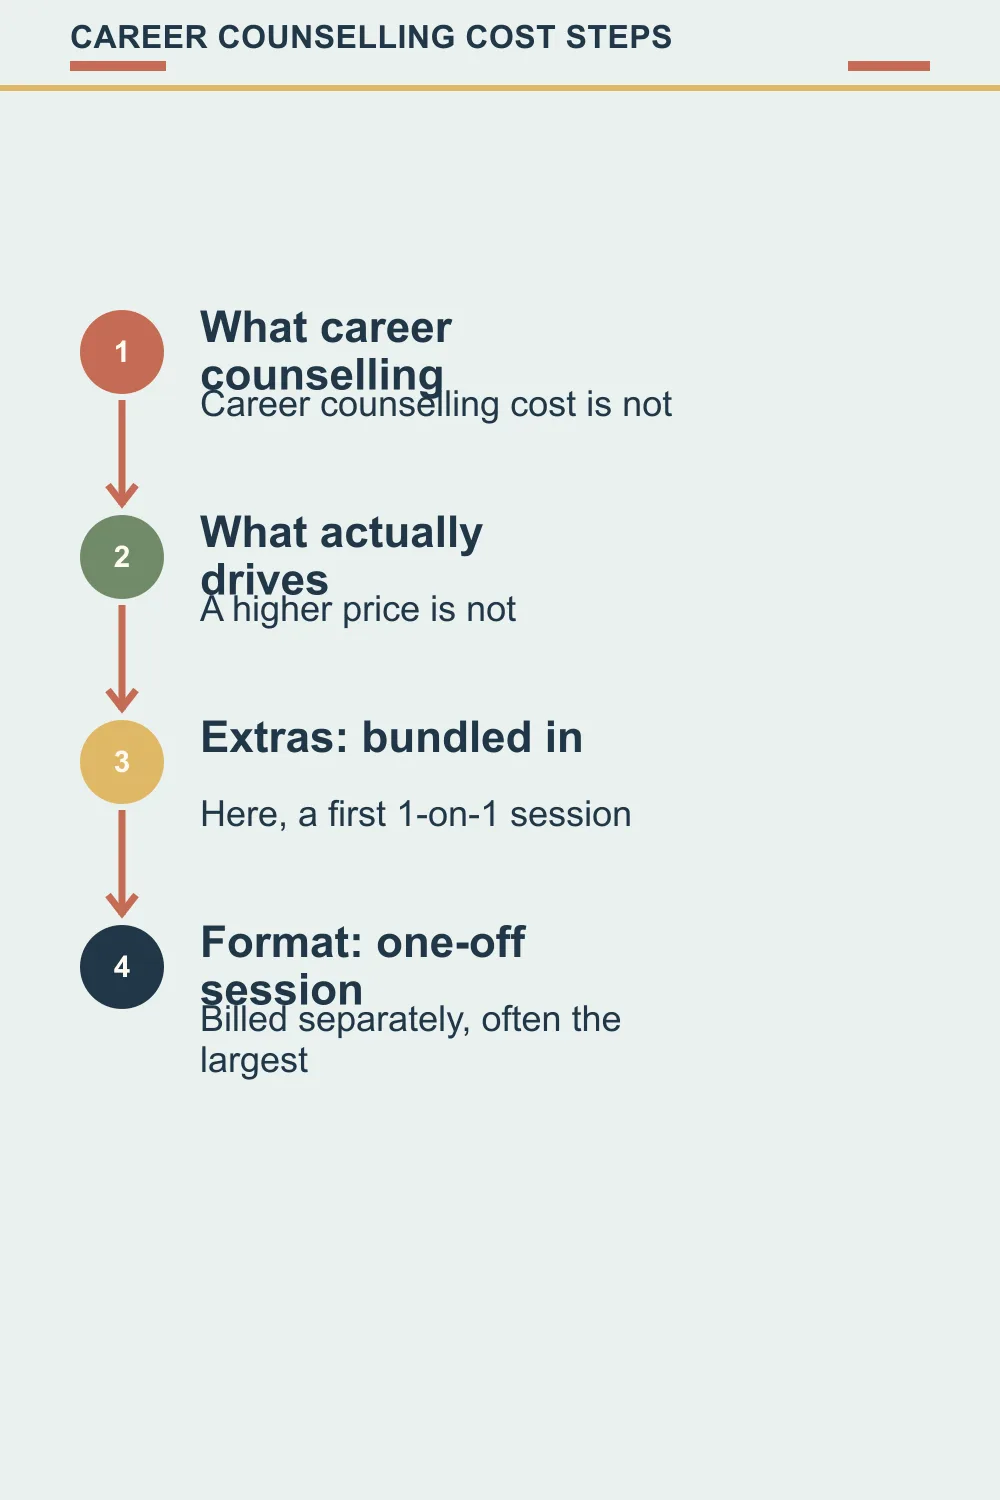 CAREER COUNSELLING COST STEPS
1
What career
counselling
Career counselling cost is not
2
What actually
drives
A higher price is not
3
Extras: bundled in
Here, a first 1-on-1 session
4
Format: one-off
session
Billed separately, often the
largest